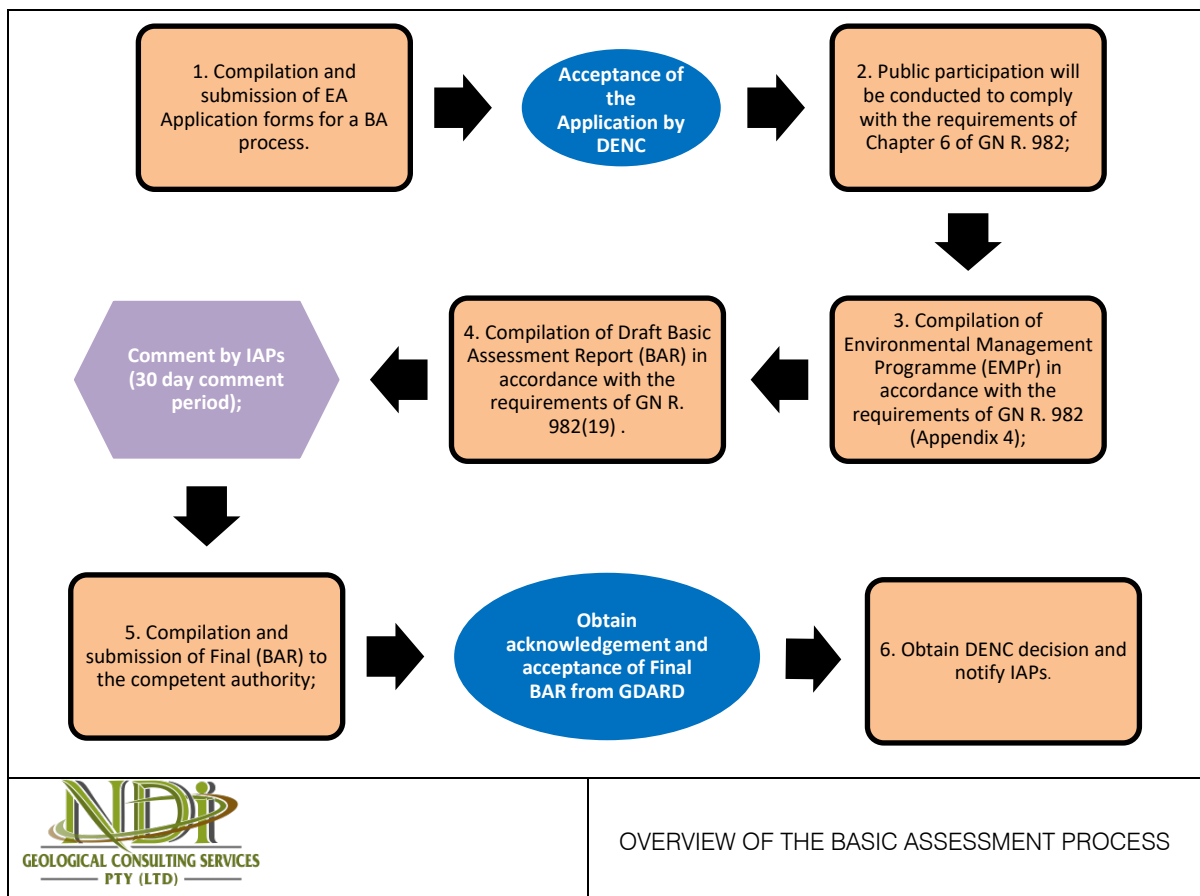 1. Compilation and
submission of EA
Application forms for a BA
process.
Acceptance of
the
Application by
DENC
2. Public participation will
be conducted to comply
with the requirements of
Chapter 6 of GN R. 982;
3. Compilation of
Environmental Management
Programme (EMPr) in
accordance with the
requirements of GN R. 982
(Appendix 4);
4. Compilation of Draft Basic
Assessment Report (BAR) in
accordance with the
requirements of GN R.
982(19) .
Comment by IAPs
(30 day comment
period);
5. Compilation and
submission of Final (BAR) to
the competent authority;
Obtain
acknowledgement and
acceptance of Final
BAR from GDARD
6. Obtain DENC decision and
notify IAPs.
NDi
GEOLOGICAL CONSULTING SERVICES
PTY (LTD)
OVERVIEW OF THE BASIC ASSESSMENT PROCESS